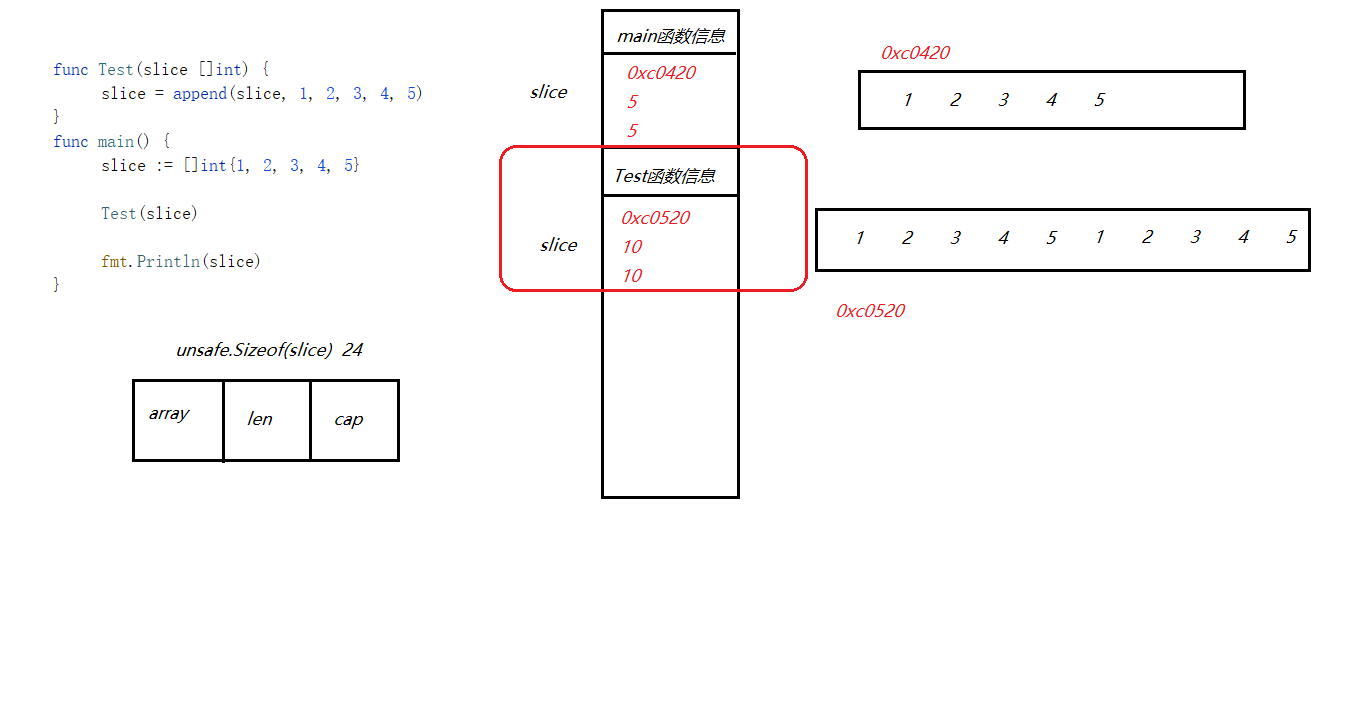 func Test(slice []int) {
slice = append(slice, 1, 2, 3, 4, 5)
}
func main() {
slice := []int{1, 2, 3, 4, 5}
Test(slice)
fmt.Println(slice)
}
unsafe.Sizeof(slice) 24
array len cap
main函数信息
slice
0xc0420
5
5
Test函数信息
slice
0xc0520
10
10
0xc0420
1 2 3 4 5
1 2 3 4 5 1 2 3 4 5
0xc0520